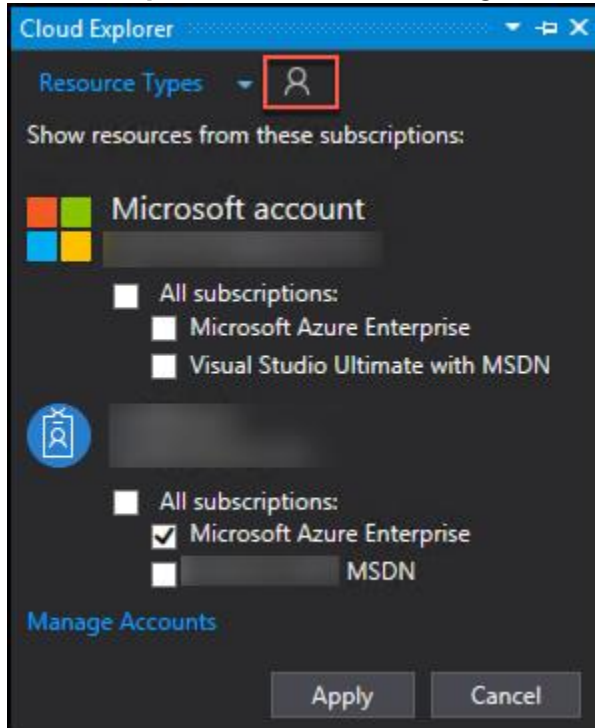 Cloud Explorer
Resource Types
Show resources from these subscriptions:
Microsoft account
All subscriptions:
Microsoft Azure Enterprise
Visual Studio Ultimate with MSDN
All subscriptions:
Microsoft Azure Enterprise
MSDN
Manage Accounts
Apply Cancel